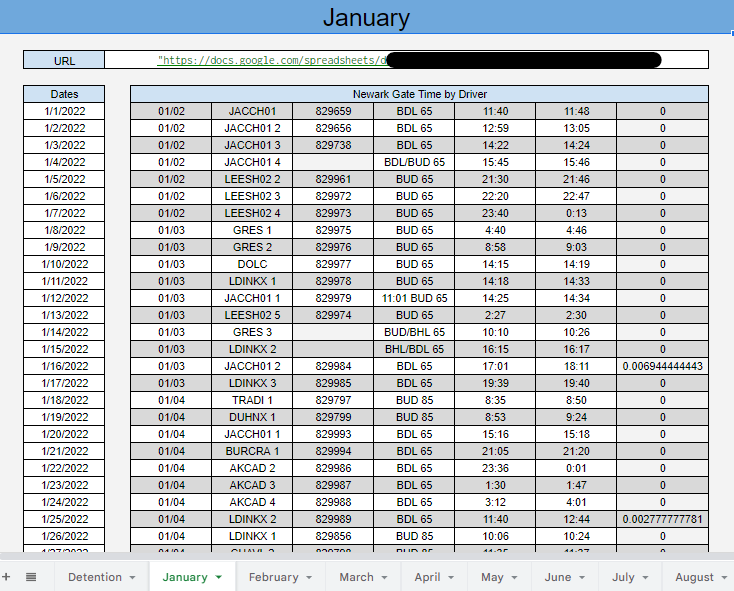 January
URL "https://docs.google.com/spreadsheets/d
Dates Newark Gate Time by Driver
1/1/2022 01/02 JACCH01 829659 BDL 65 11:40 11:48 0
1/2/2022 01/02 JACCH01 2 829656 BDL 65 12:59 13:05 0
1/3/2022 01/02 JACCH01 3 829738 BDL 65 14:22 14:24 0
1/4/2022 01/02 JACCH01 4 BDL/BUD 65 15:45 15:46 0
1/5/2022 01/02 LEESH02 2 829961 BUD 65 21:30 21:46 0
1/6/2022 01/02 LEESH02 3 829972 BUD 65 22:20 22:47 0
1/7/2022 01/02 LEESH02 4 829973 BUD 65 23:40 0:13 0
1/8/2022 01/03 GRES 1 829975 BUD 65 4:40 4:46 0
1/9/2022 01/03 GRES 2 829976 BUD 65 8:58 9:03 0
1/10/2022 01/03 DOLC 829977 BUD 65 14:15 14:19 0
1/11/2022 01/03 LDINKX 1 829978 BUD 65 14:18 14:33 0
1/12/2022 01/03 JACCH01 1 829979 11:01 BUD 65 14:25 14:34 0
1/13/2022 01/03 LEESH02 5 829974 BUD 65 2:27 2:30 0
1/14/2022 01/03 GRES 3 BUD/BHL 65 10:10 10:26 0
1/15/2022 01/03 LDINKX 2 BHL/BDL 65 16:15 16:17 0
1/16/2022 01/03 JACCH01 2 829984 BDL 65 17:01 18:11 0.006944444443
1/17/2022 01/03 LDINKX 3 829985 BDL 65 19:39 19:40 0
1/18/2022 01/04 TRADI 1 829797 BUD 85 8:35 8:50 0
1/19/2022 01/04 DUHNX 1 829799 BUD 85 8:53 9:24 0
1/20/2022 01/04 JACCH01 1 829993 BDL 65 15:16 15:18 0
1/21/2022 01/04 BURCRA 1 829994 BDL 65 21:05 21:20 0
1/22/2022 01/04 AKCAD 2 829986 BDL 65 23:36 0:01 0
1/23/2022 01/04 AKCAD 3 829987 BDL 65 1:30 1:47 0
1/24/2022 01/04 AKCAD 4 829988 BDL 65 3:12 4:01 0
1/25/2022 01/04 LDINKX 2 829989 BDL 65 11:40 12:44 0.002777777781
1/26/2022 01/04 LDINKX 1 829856 BUD 85 10:06 10:24 0
+ Detention January February March April May June July August